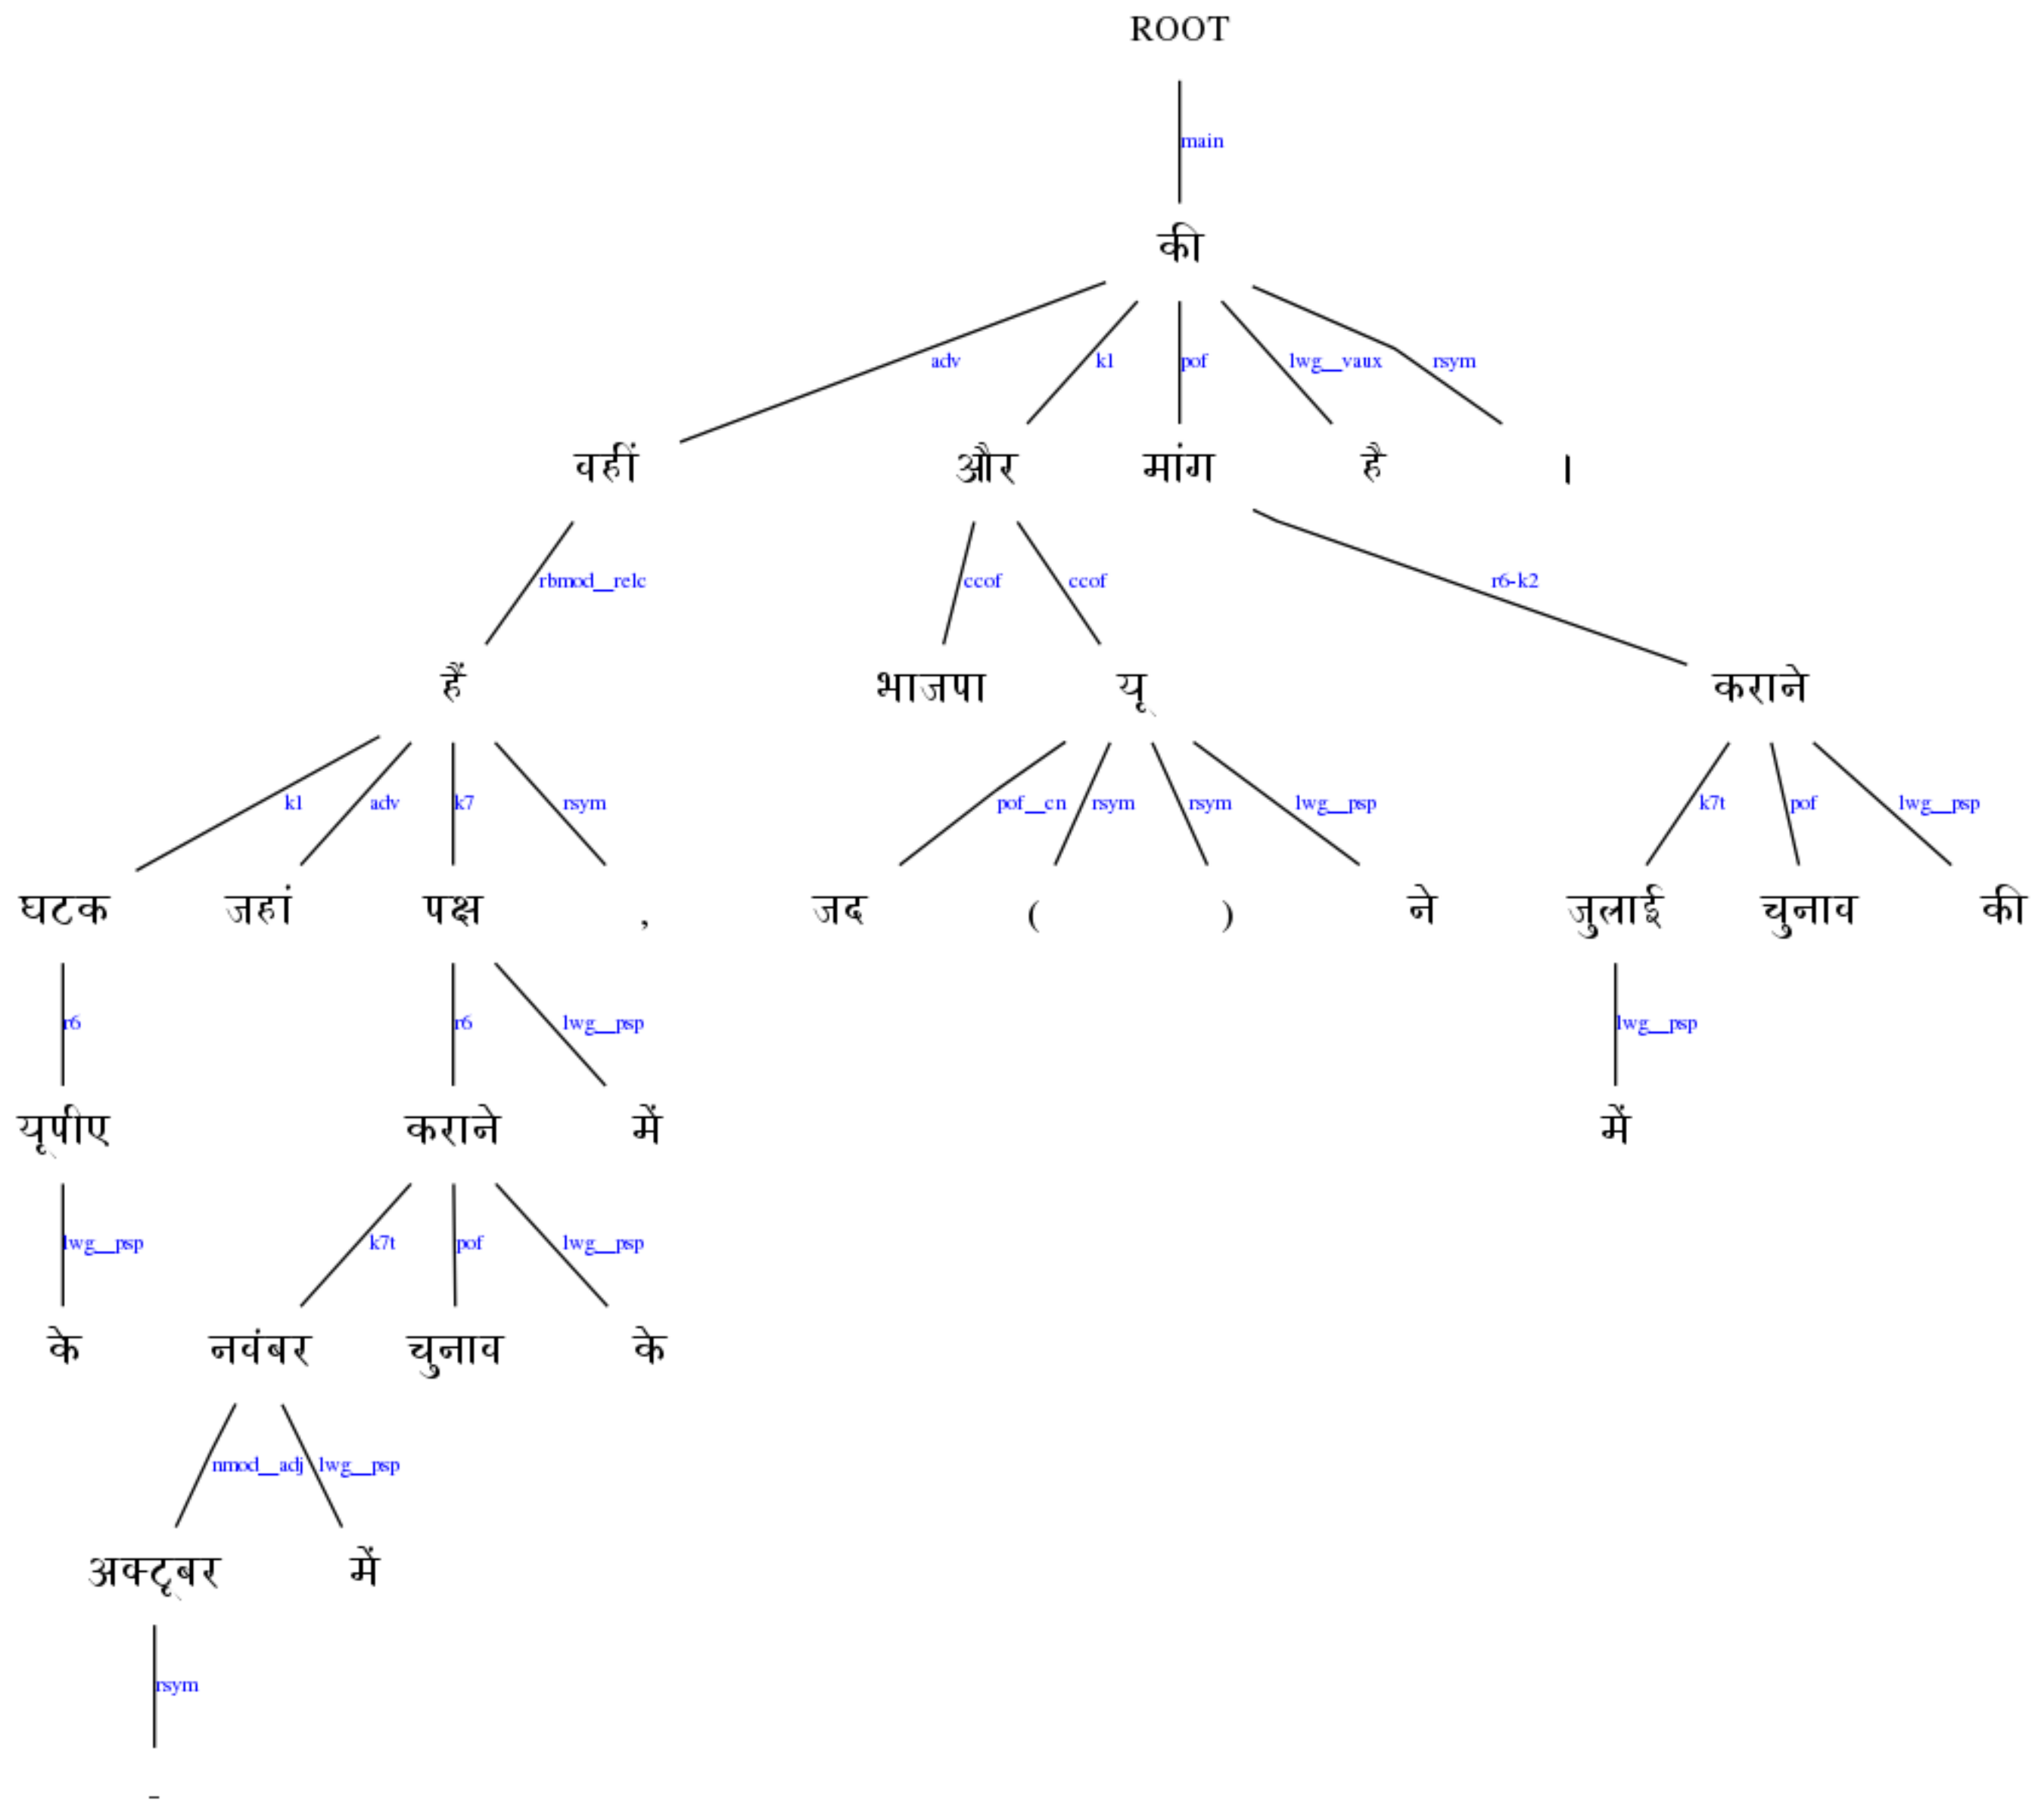 ROOT
main
की
adv k1 pof lwg__vaux rsym
वहीं और मांग है ।
rbmod__relc ccof ccof r6-k2
हैं भाजपा यू कराने
k1 adv k7 rsym pof__cn rsym rsym lwg__psp k7t pof lwg__psp
घटक जहां पक्ष , जद ( ) ने जुलाई चुनाव की
r6 r6 lwg__psp lwg__psp
यूपीए कराने में में
lwg__psp k7t pof lwg__psp
के नवंबर चुनाव के
nmod__adj lwg__psp
अक्टूबर में
rsym
-